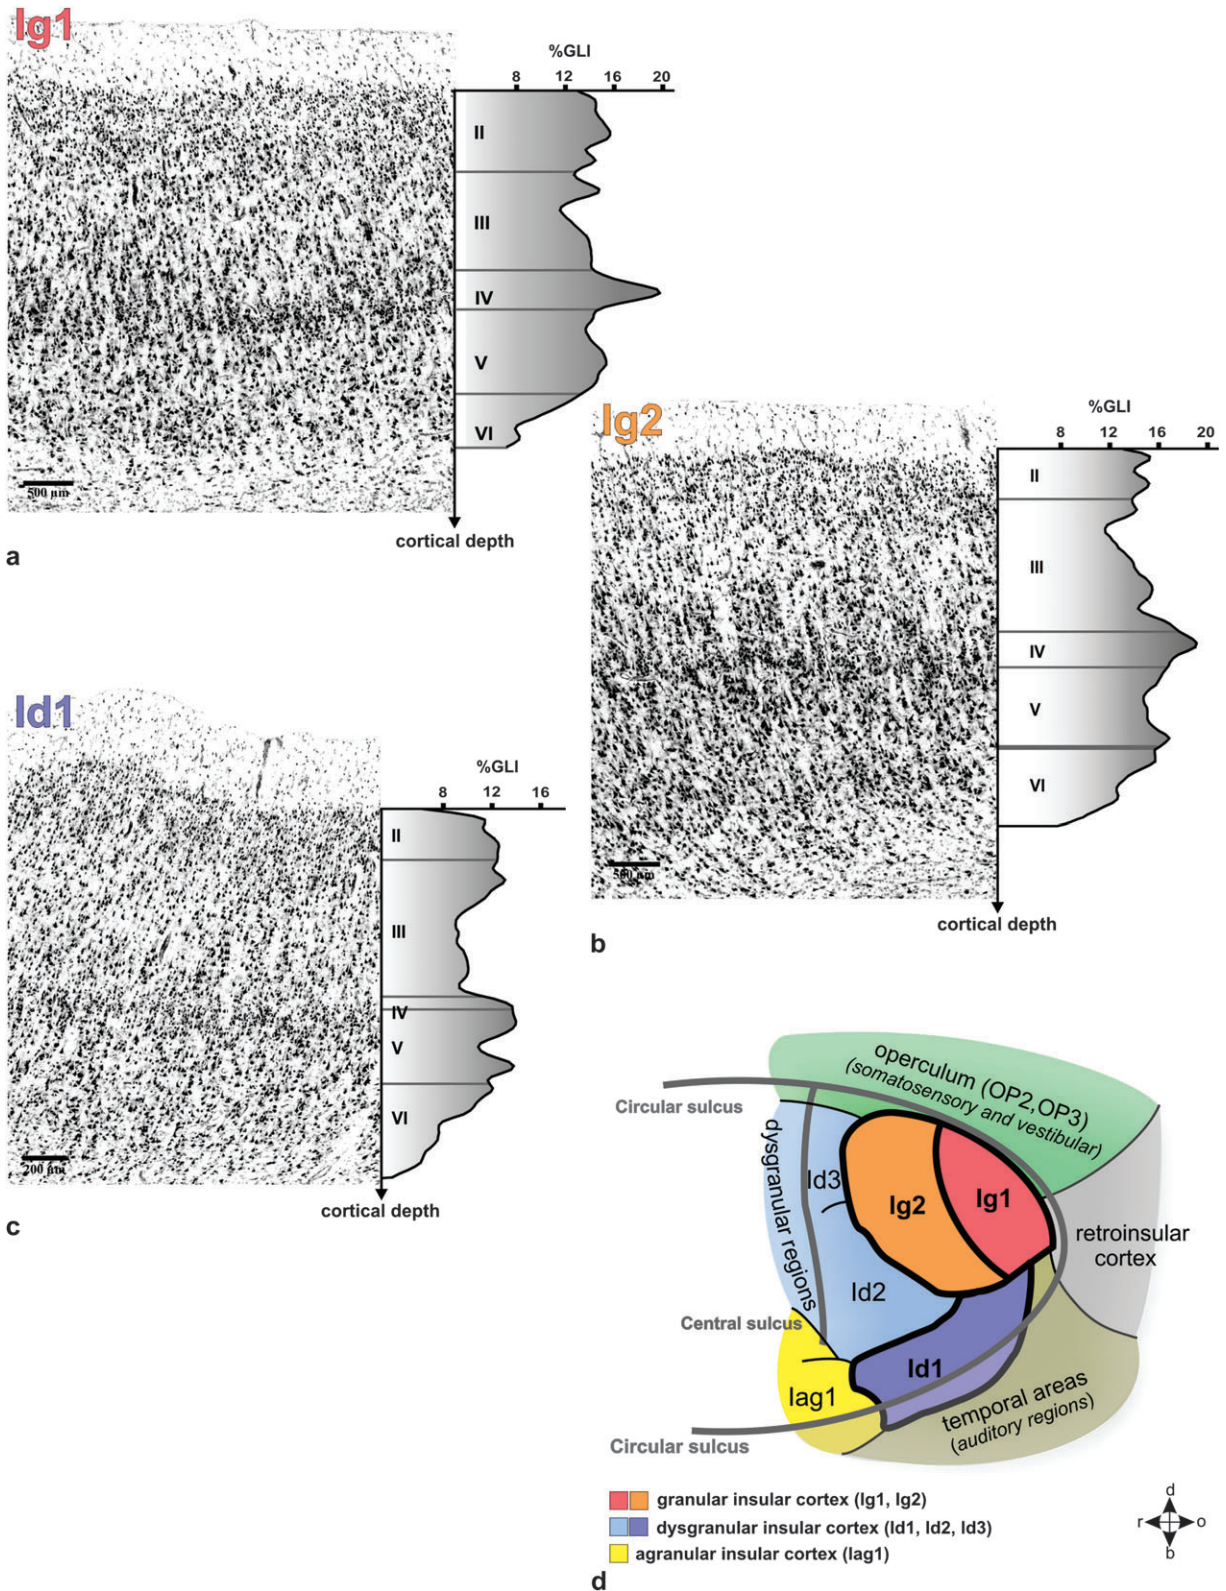 Ig1
%GLI
8 12 16 20
II
III
IV
V
VI
500 µm
cortical depth
a
Ig2
%GLI
8 12 16 20
II
III
IV
V
VI
500 µm
cortical depth
b
Id1
%GLI
8 12 16
II
III
IV
V
VI
200 µm
cortical depth
c
operculum (OP2,OP3)
(somatosensory and vestibular)
Circular sulcus
dysgranular regions
Id3
Ig2
Ig1
retroinsular
cortex
Id2
Central sulcus
Id1
Iag1
temporal areas
(auditory regions)
Circular sulcus
granular insular cortex (Ig1, Ig2)
dysgranular insular cortex (Id1, Id2, Id3)
agranular insular cortex (Iag1)
d
r o
b
d